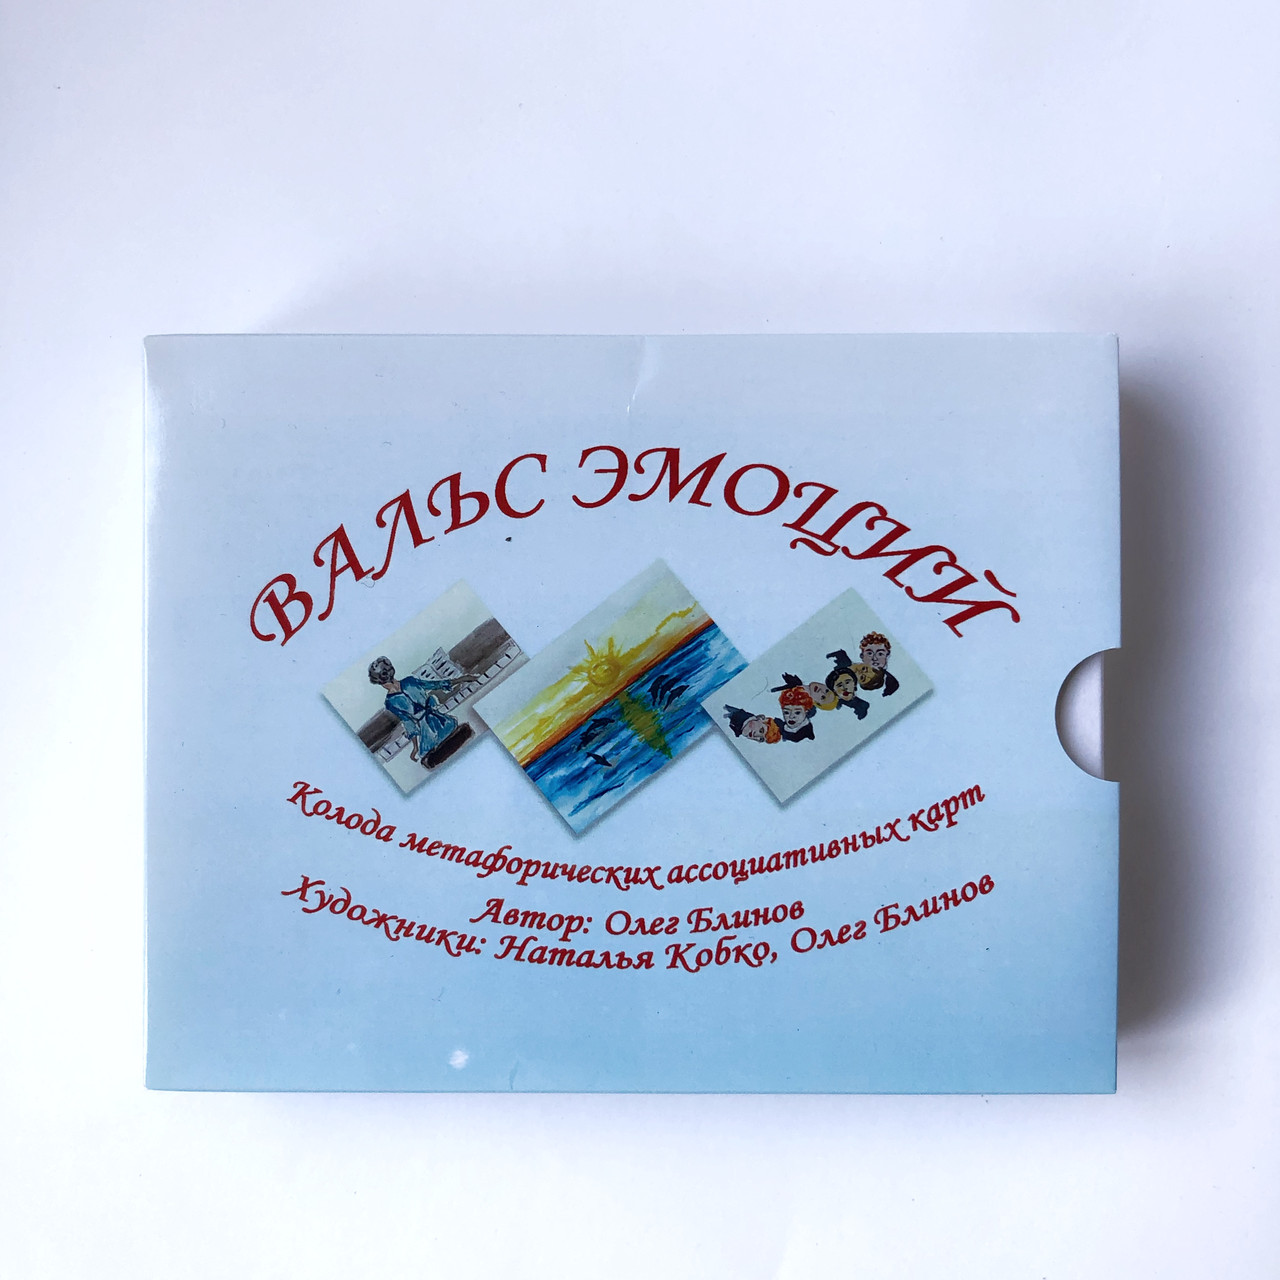 ВАЛЬС ЭМОЦИЙ
Колода метафорических ассоциативных карт
Автор: Олег Блинов
Художники: Наталья Кобко, Олег Блинов